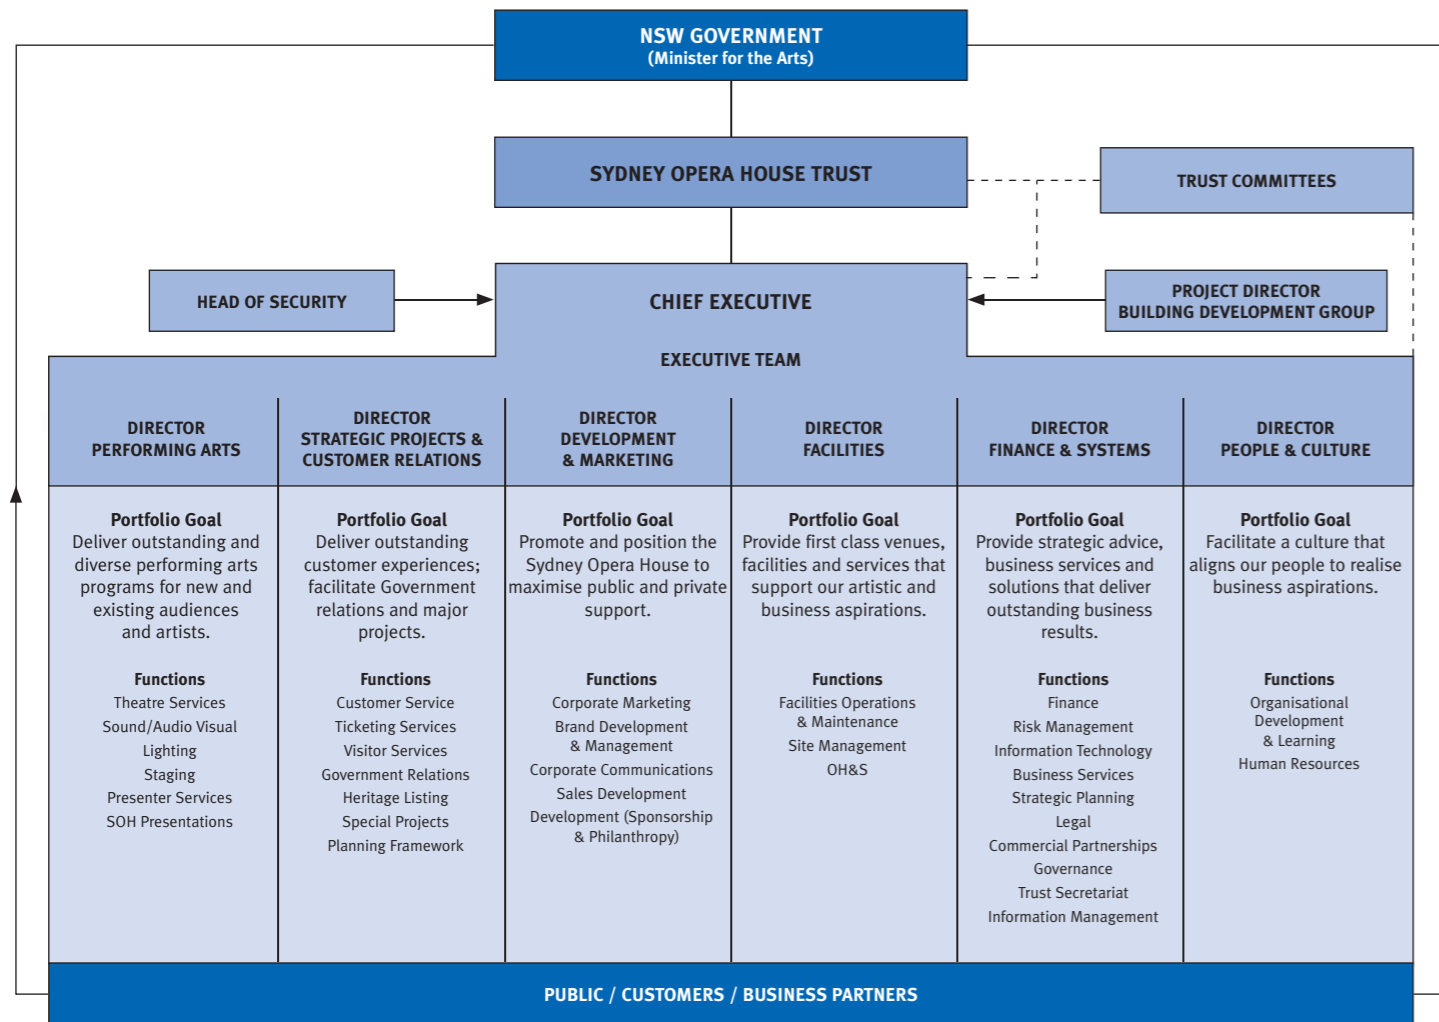 NSW GOVERNMENT
(Minister for the Arts)
SYDNEY OPERA HOUSE TRUST
TRUST COMMITTEES
HEAD OF SECURITY
CHIEF EXECUTIVE
PROJECT DIRECTOR
BUILDING DEVELOPMENT GROUP
EXECUTIVE TEAM
DIRECTOR
PERFORMING ARTS
DIRECTOR
STRATEGIC PROJECTS &
CUSTOMER RELATIONS
DIRECTOR
DEVELOPMENT
& MARKETING
DIRECTOR
FACILITIES
DIRECTOR
FINANCE & SYSTEMS
DIRECTOR
PEOPLE & CULTURE
Portfolio Goal
Deliver outstanding and
diverse performing arts
programs for new and
existing audiences
and artists.
Functions
Theatre Services
Sound/Audio Visual
Lighting
Staging
Presenter Services
SOH Presentations
Portfolio Goal
Deliver outstanding
customer experiences;
facilitate Government
relations and major
projects.
Functions
Customer Service
Ticketing Services
Visitor Services
Government Relations
Heritage Listing
Special Projects
Planning Framework
Portfolio Goal
Promote and position the
Sydney Opera House to
maximise public and private
support.
Functions
Corporate Marketing
Brand Development
& Management
Corporate Communications
Sales Development
Development (Sponsorship
& Philanthropy)
Portfolio Goal
Provide first class venues,
facilities and services that
support our artistic and
business aspirations.
Functions
Facilities Operations
& Maintenance
Site Management
OH&S
Portfolio Goal
Provide strategic advice,
business services and
solutions that deliver
outstanding business
results.
Functions
Finance
Risk Management
Information Technology
Business Services
Strategic Planning
Legal
Commercial Partnerships
Governance
Trust Secretariat
Information Management
Portfolio Goal
Facilitate a culture that
aligns our people to realise
business aspirations.
Functions
Organisational
Development
& Learning
Human Resources
PUBLIC / CUSTOMERS / BUSINESS PARTNERS